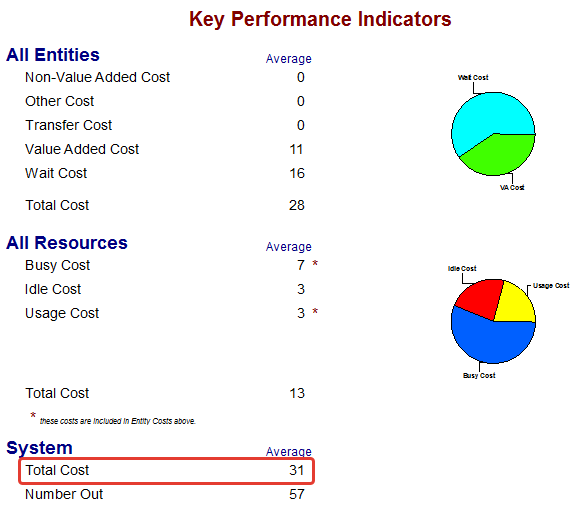 Key Performance Indicators
All Entities Average
Non-Value Added Cost 0
Other Cost 0
Transfer Cost 0
Value Added Cost 11
Wait Cost 16
Total Cost 28
Wait Cost
VA Cost
All Resources Average
Busy Cost 7 *
Idle Cost 3
Usage Cost 3 *
Total Cost 13
* these costs are included in Entity Costs above.
Idle Cost
Usage Cost
Busy Cost
System Average
Total Cost 31
Number Out 57